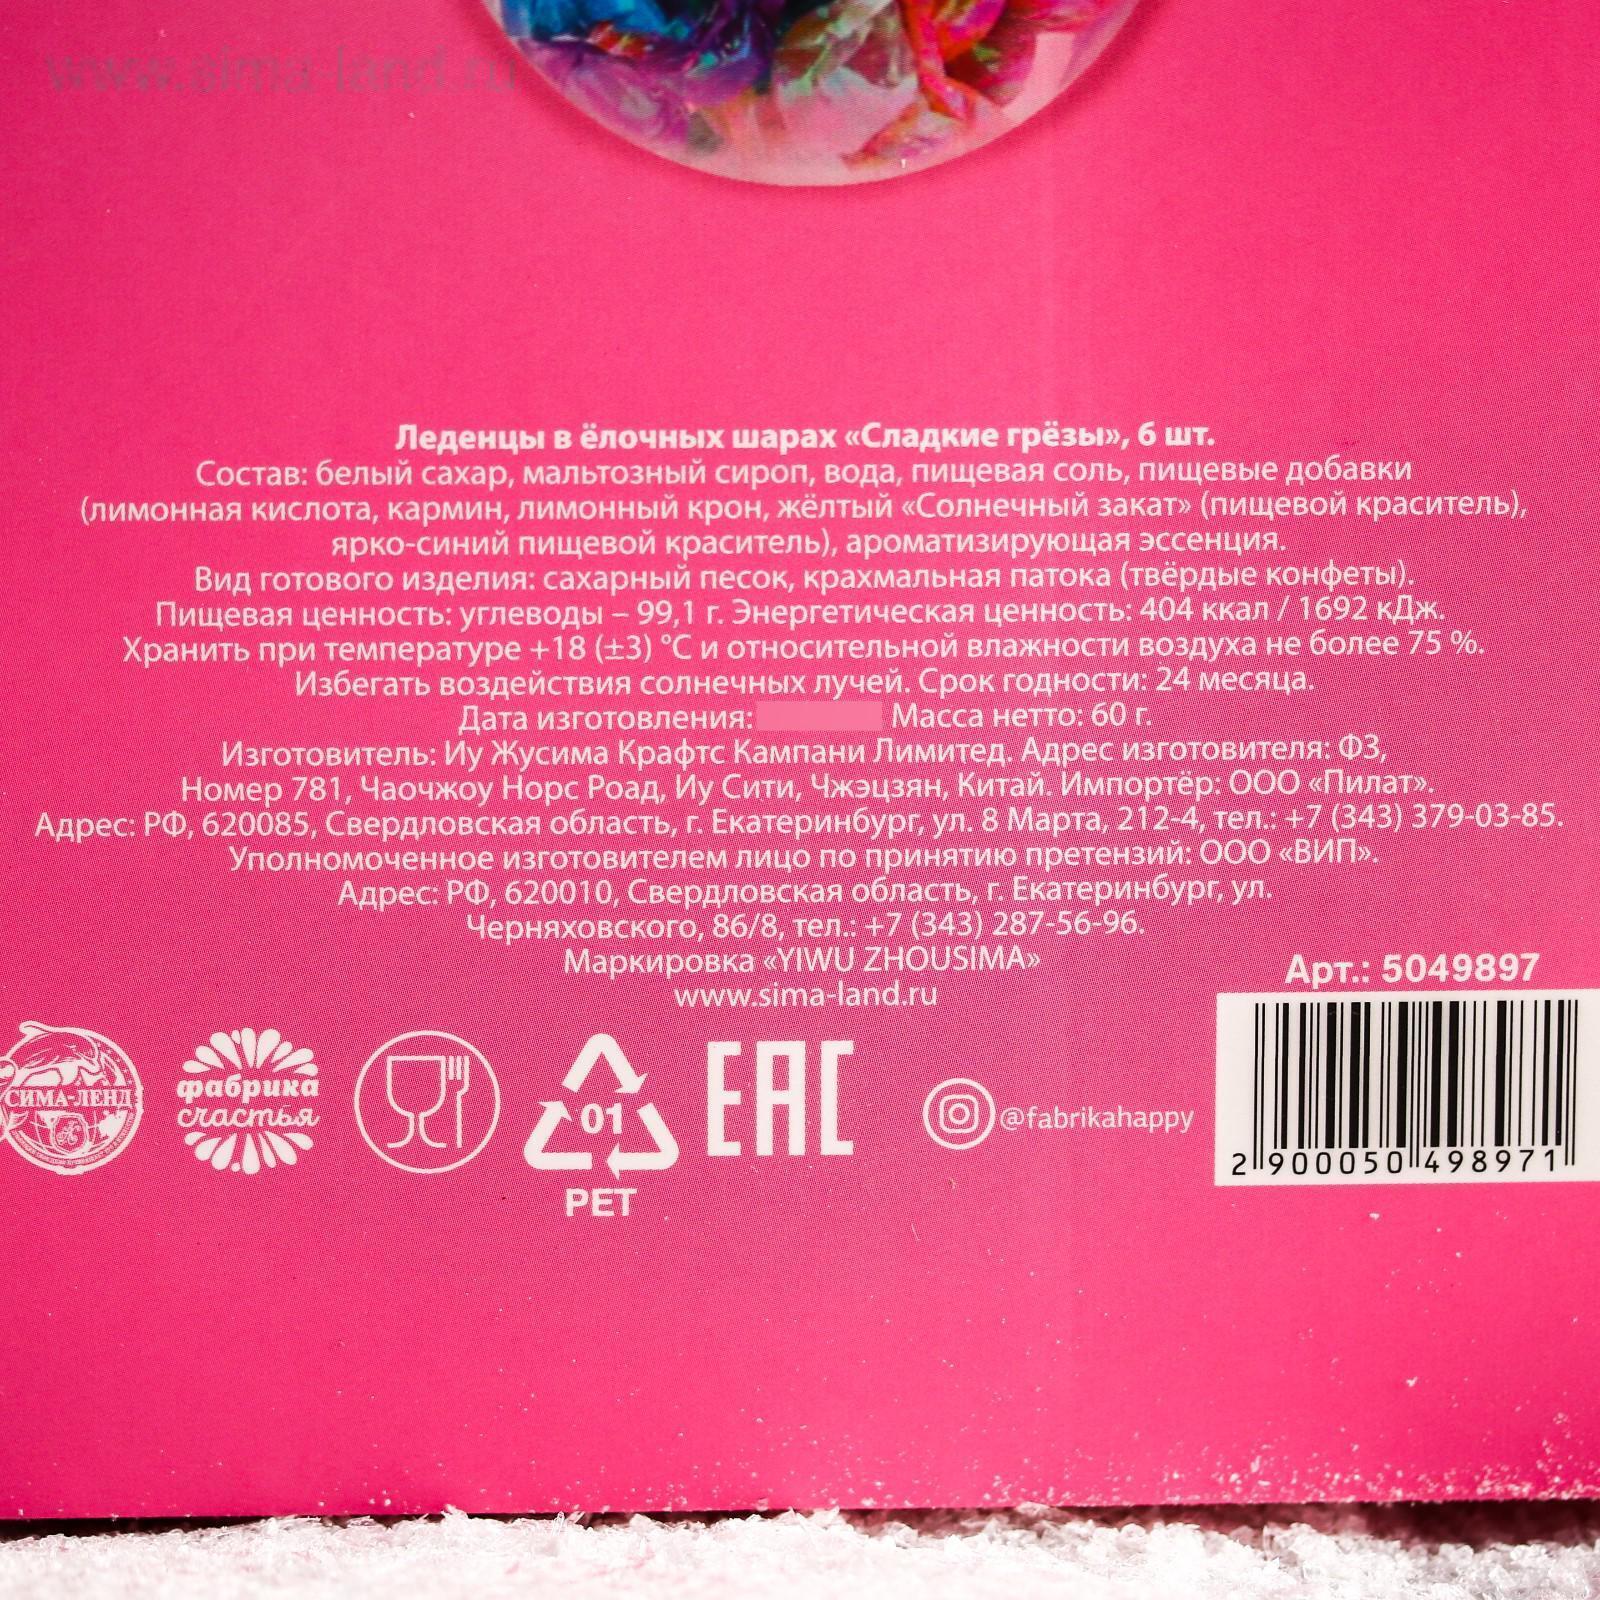 www.sima-land.ru
Леденцы в ёлочных шарах «Сладкие грёзы», 6 шт.
Состав: белый сахар, мальтозный сироп, вода, пищевая соль, пищевые добавки
(лимонная кислота, кармин, лимонный крон, жёлтый «Солнечный закат» (пищевой краситель),
ярко-синий пищевой краситель), ароматизирующая эссенция.
Вид готового изделия: сахарный песок, крахмальная патока (твёрдые конфеты).
Пищевая ценность: углеводы – 99,1 г. Энергетическая ценность: 404 ккал / 1692 кДж.
Хранить при температуре +18 (±3) °С и относительной влажности воздуха не более 75 %.
Избегать воздействия солнечных лучей. Срок годности: 24 месяца.
Дата изготовления: Масса нетто: 60 г.
Изготовитель: Иу Жусима Крафтс Кампани Лимитед. Адрес изготовителя: Ф3,
Номер 781, Чаочжоу Норс Роад, Иу Сити, Чжэцзян, Китай. Импортёр: ООО «Пилат».
Адрес: РФ, 620085, Свердловская область, г. Екатеринбург, ул. 8 Марта, 212-4, тел.: +7 (343) 379-03-85.
Уполномоченное изготовителем лицо по принятию претензий: ООО «ВИП».
Адрес: РФ, 620010, Свердловская область, г. Екатеринбург, ул.
Черняховского, 86/8, тел.: +7 (343) 287-56-96.
Маркировка «YIWU ZHOUSIMA»
www.sima-land.ru
Арт.: 5049897
СИМА-ЛЕНД
фабрика
счастья
01
PET
EAC
@fabrikahappy
2 900050 498971